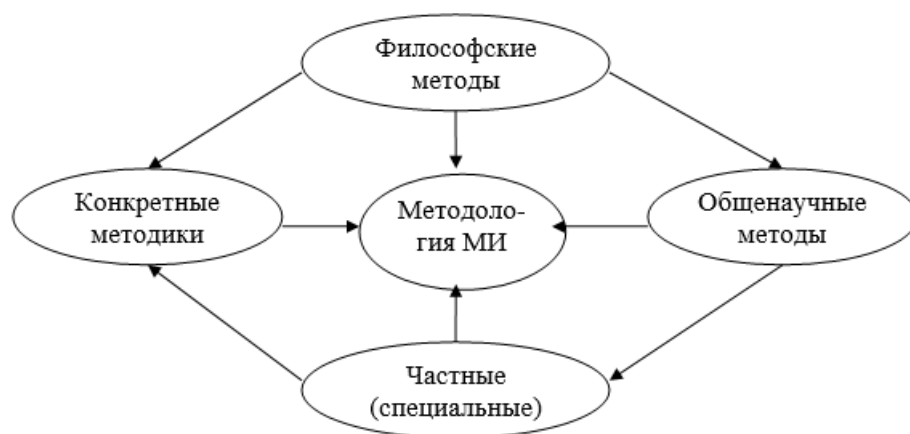 Философские
методы
Конкретные
методики
Методоло-
гия МИ
Общенаучные
методы
Частные
(специальные)